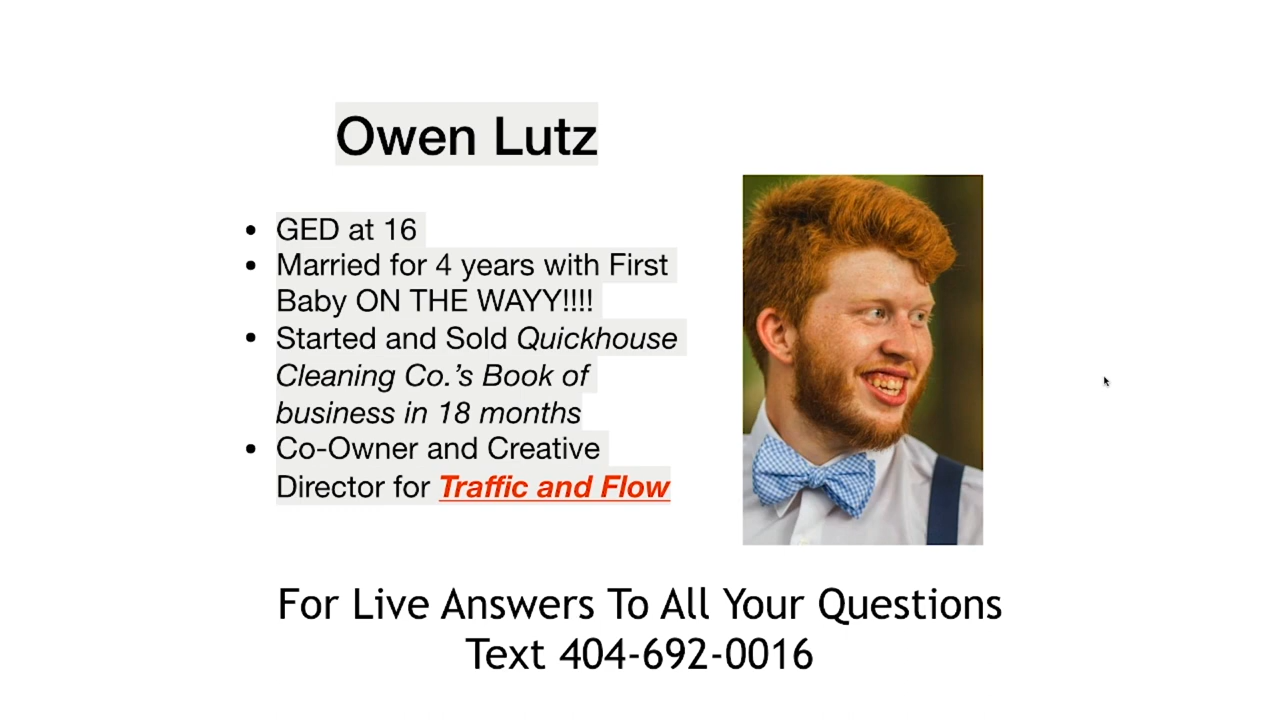 Owen Lutz
• GED at 16
• Married for 4 years with First
Baby ON THE WAYY!!!!
• Started and Sold Quickhouse
Cleaning Co.’s Book of
business in 18 months
• Co-Owner and Creative
Director for Traffic and Flow
For Live Answers To All Your Questions
Text 404-692-0016